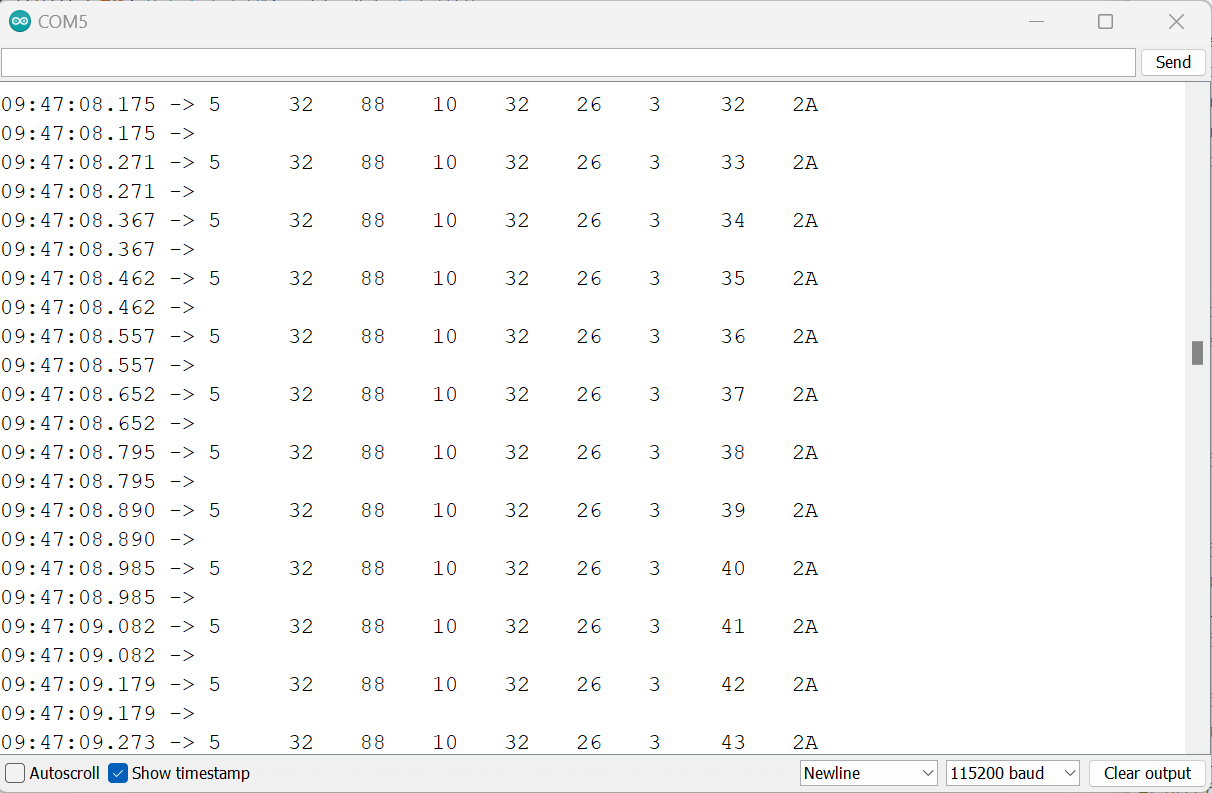 COM5
Send
09:47:08.175 -> 5 32 88 10 32 26 3 32 2A
09:47:08.175 ->
09:47:08.271 -> 5 32 88 10 32 26 3 33 2A
09:47:08.271 ->
09:47:08.367 -> 5 32 88 10 32 26 3 34 2A
09:47:08.367 ->
09:47:08.462 -> 5 32 88 10 32 26 3 35 2A
09:47:08.462 ->
09:47:08.557 -> 5 32 88 10 32 26 3 36 2A
09:47:08.557 ->
09:47:08.652 -> 5 32 88 10 32 26 3 37 2A
09:47:08.652 ->
09:47:08.795 -> 5 32 88 10 32 26 3 38 2A
09:47:08.795 ->
09:47:08.890 -> 5 32 88 10 32 26 3 39 2A
09:47:08.890 ->
09:47:08.985 -> 5 32 88 10 32 26 3 40 2A
09:47:08.985 ->
09:47:09.082 -> 5 32 88 10 32 26 3 41 2A
09:47:09.082 ->
09:47:09.179 -> 5 32 88 10 32 26 3 42 2A
09:47:09.179 ->
09:47:09.273 -> 5 32 88 10 32 26 3 43 2A
Autoscroll Show timestamp Newline 115200 baud Clear output